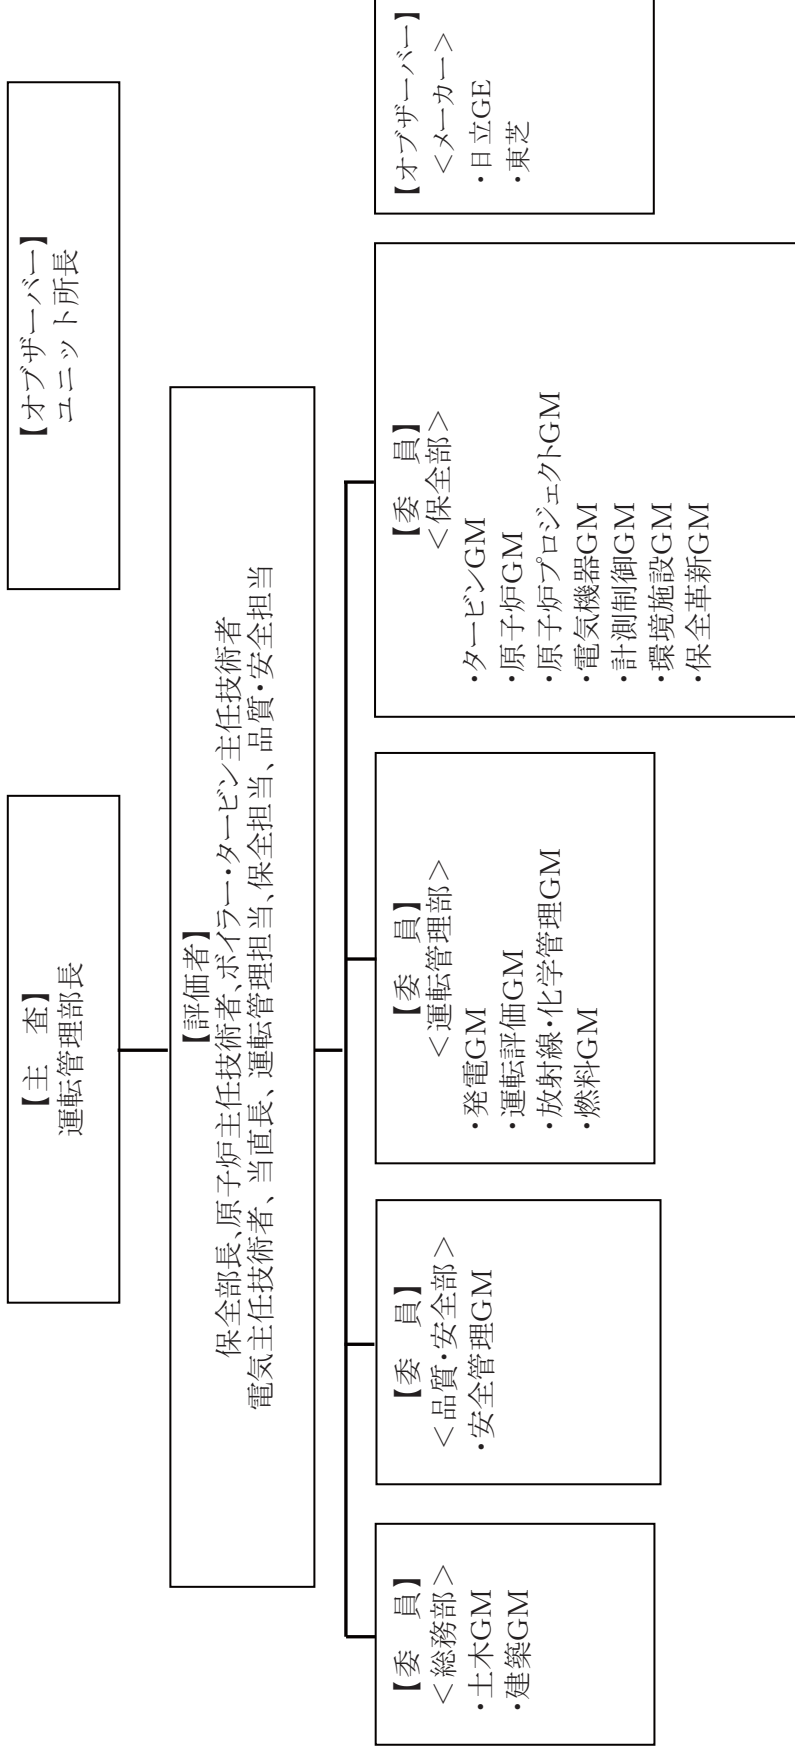 【主　査】
運転管理部長
【オブザーバー】
ユニット所長
【評価者】
保全部長、原子炉主任技術者、ボイラー・タービン主任技術者
電気主任技術者、当直長、運転管理担当、保全担当、品質・安全担当
【委　員】
＜総務部＞
・土木GM
・建築GM
【委　員】
＜品質・安全部＞
・安全管理GM
【委　員】
＜運転管理部＞
・発電GM
・運転評価GM
・放射線・化学管理GM
・燃料GM
【委　員】
＜保全部＞
・タービンGM
・原子炉GM
・原子炉プロジェクトGM
・電気機器GM
・計測制御GM
・環境施設GM
・保全革新GM
【オブザーバー】
＜メーカー＞
・日立GE
・東芝